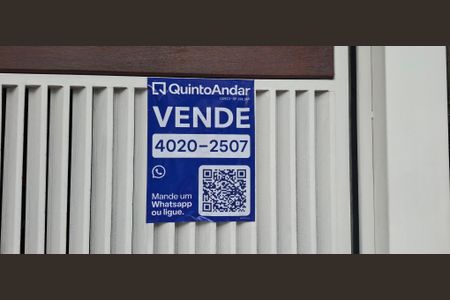 QuintoAndar
VENDE
4020-2507
Mande um
Whatsapp
ou ligue.